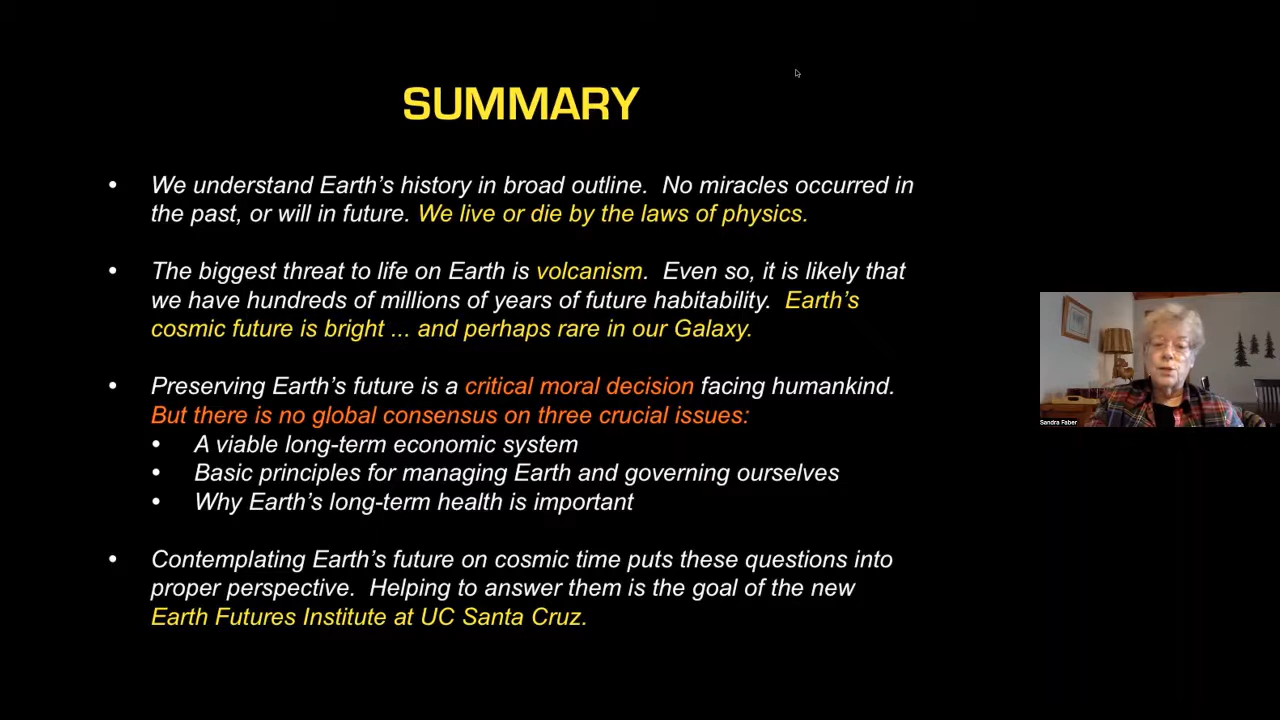 SUMMARY
• We understand Earth’s history in broad outline.  No miracles occurred in
the past, or will in future. We live or die by the laws of physics.
• The biggest threat to life on Earth is volcanism.  Even so, it is likely that
we have hundreds of millions of years of future habitability.  Earth’s
cosmic future is bright ... and perhaps rare in our Galaxy.
• Preserving Earth’s future is a critical moral decision facing humankind.
But there is no global consensus on three crucial issues:
• A viable long-term economic system
• Basic principles for managing Earth and governing ourselves
• Why Earth’s long-term health is important
• Contemplating Earth’s future on cosmic time puts these questions into
proper perspective.  Helping to answer them is the goal of the new
Earth Futures Institute at UC Santa Cruz.
Sandra Faber